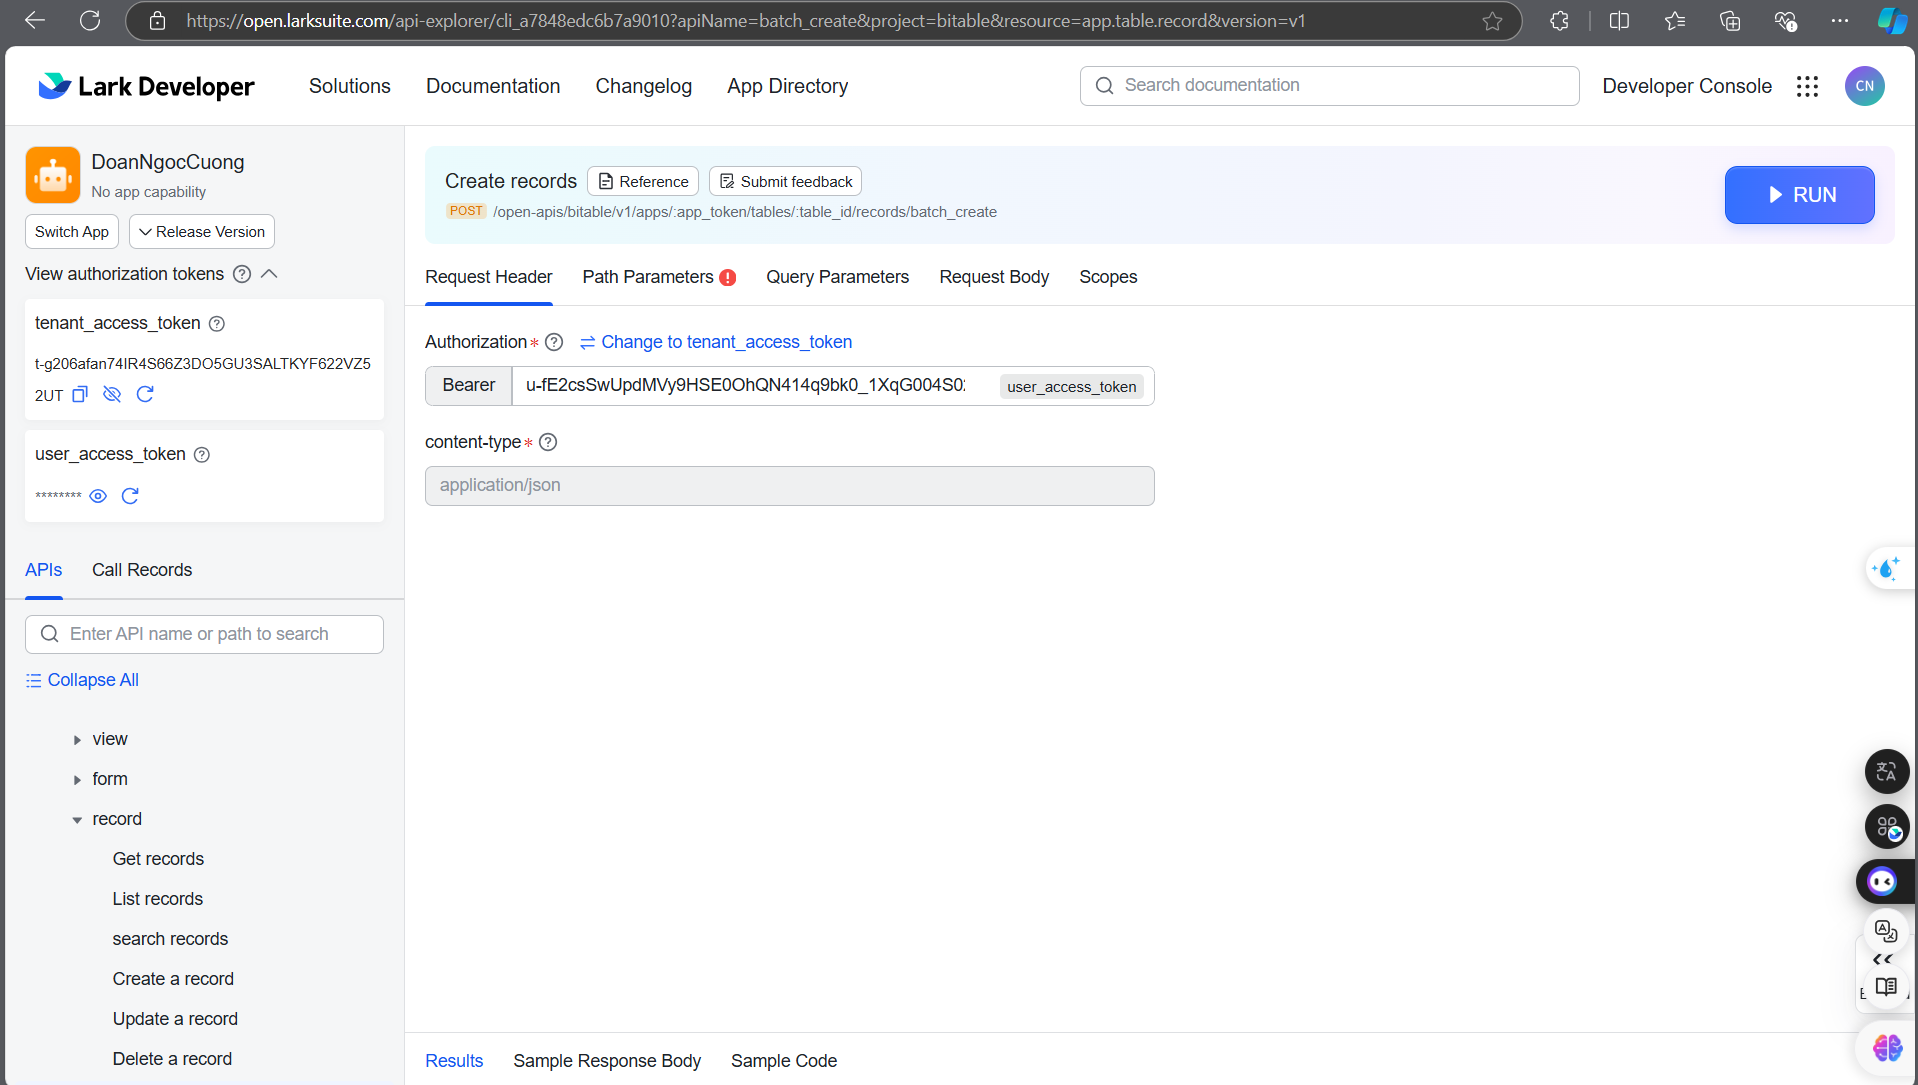 https://open.larksuite.com/api-explorer/cli_a7848edc6b7a9010?apiName=batch_create&project=bitable&resource=app.table.record&version=v1
Lark Developer
Solutions
Documentation
Changelog
App Directory
Search documentation
Developer Console
CN
DoanNgocCuong
No app capability
Switch App
Release Version
View authorization tokens
tenant_access_token
t-g206afan74IR4S66Z3DO5GU3SALTKYF622VZ5
2UT
user_access_token
********
APIs
Call Records
Enter API name or path to search
Collapse All
view
form
record
Get records
List records
search records
Create a record
Update a record
Delete a record
Create records
Reference
Submit feedback
POST /open-apis/bitable/v1/apps/:app_token/tables/:table_id/records/batch_create
RUN
Request Header
Path Parameters
Query Parameters
Request Body
Scopes
Authorization*
Change to tenant_access_token
Bearer
u-fE2csSwUpdMVy9HSE0OhQN414q9bk0_1XqG004S0
user_access_token
content-type*
application/json
Results
Sample Response Body
Sample Code